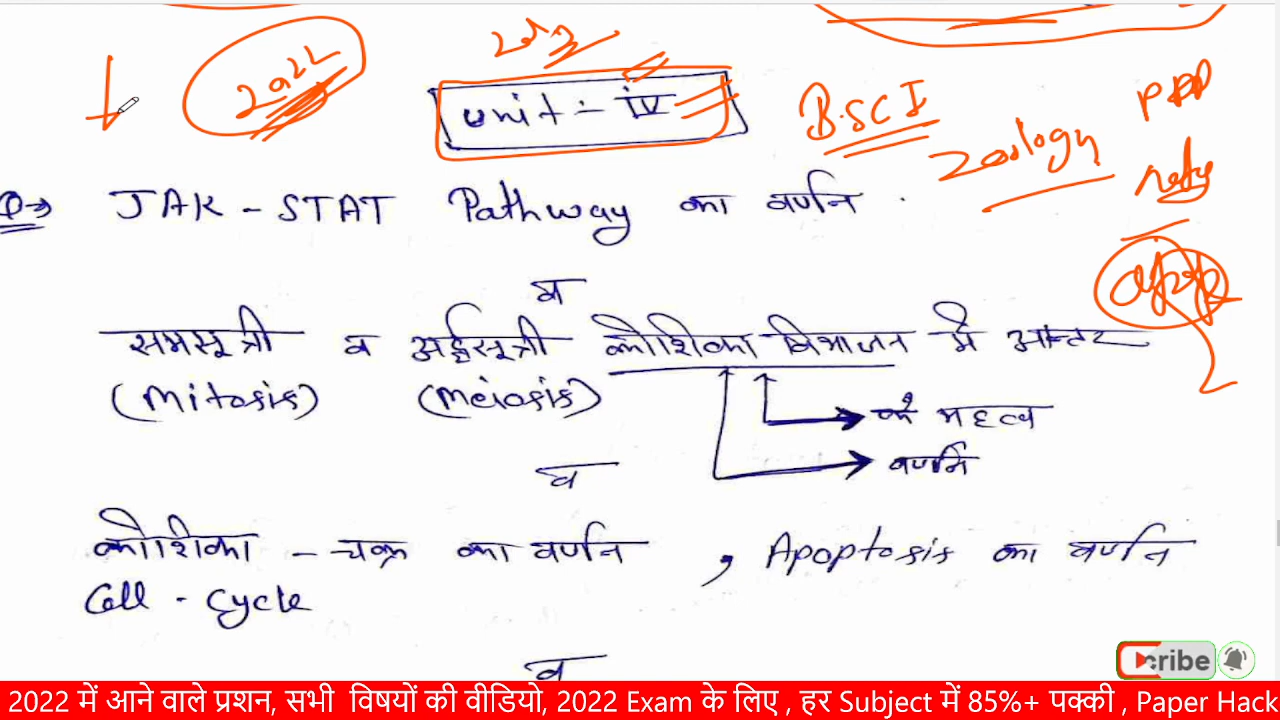 2022
Unit :- iv
B.SC I
Zoology
app
Q→ JAK - STAT Pathway का वर्णन .
व
समसूत्री व अर्द्धसूत्री कोशिका विभाजन में अन्तर
(Mitosis) (Meiosis)
के महत्व
वर्णन
व
कोशिका - चक्र का वर्णन , Apoptosis का वर्णन
Cell - Cycle
व
cribe
2022 में आने वाले प्रशन, सभी विषयों की वीडियो, 2022 Exam के लिए , हर Subject में 85%+ पक्की , Paper Hack